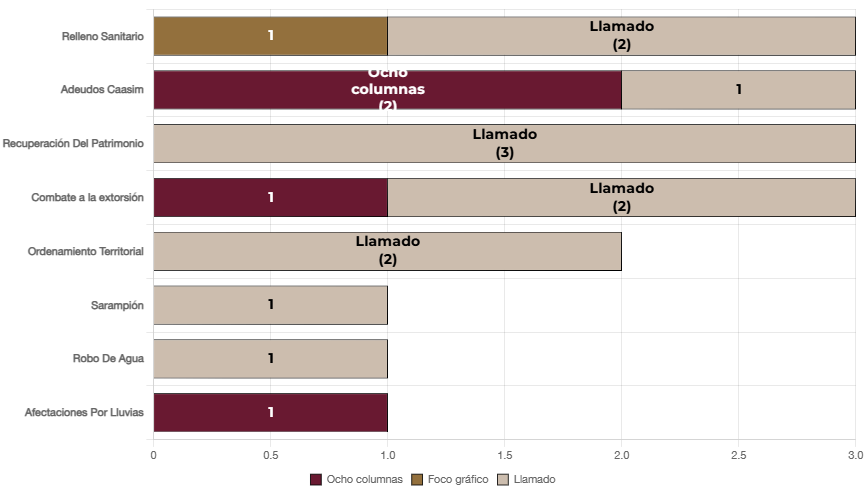 Relleno Sanitario
1
Llamado
(2)
Adeudos Caasim
Ocho
columnas
(2)
1
Recuperación Del Patrimonio
Llamado
(3)
Combate a la extorsión
1
Llamado
(2)
Ordenamiento Territorial
Llamado
(2)
Sarampión
1
Robo De Agua
1
Afectaciones Por Lluvias
1
0 0.5 1.0 1.5 2.0 2.5 3.0
Ocho columnas Foco gráfico Llamado